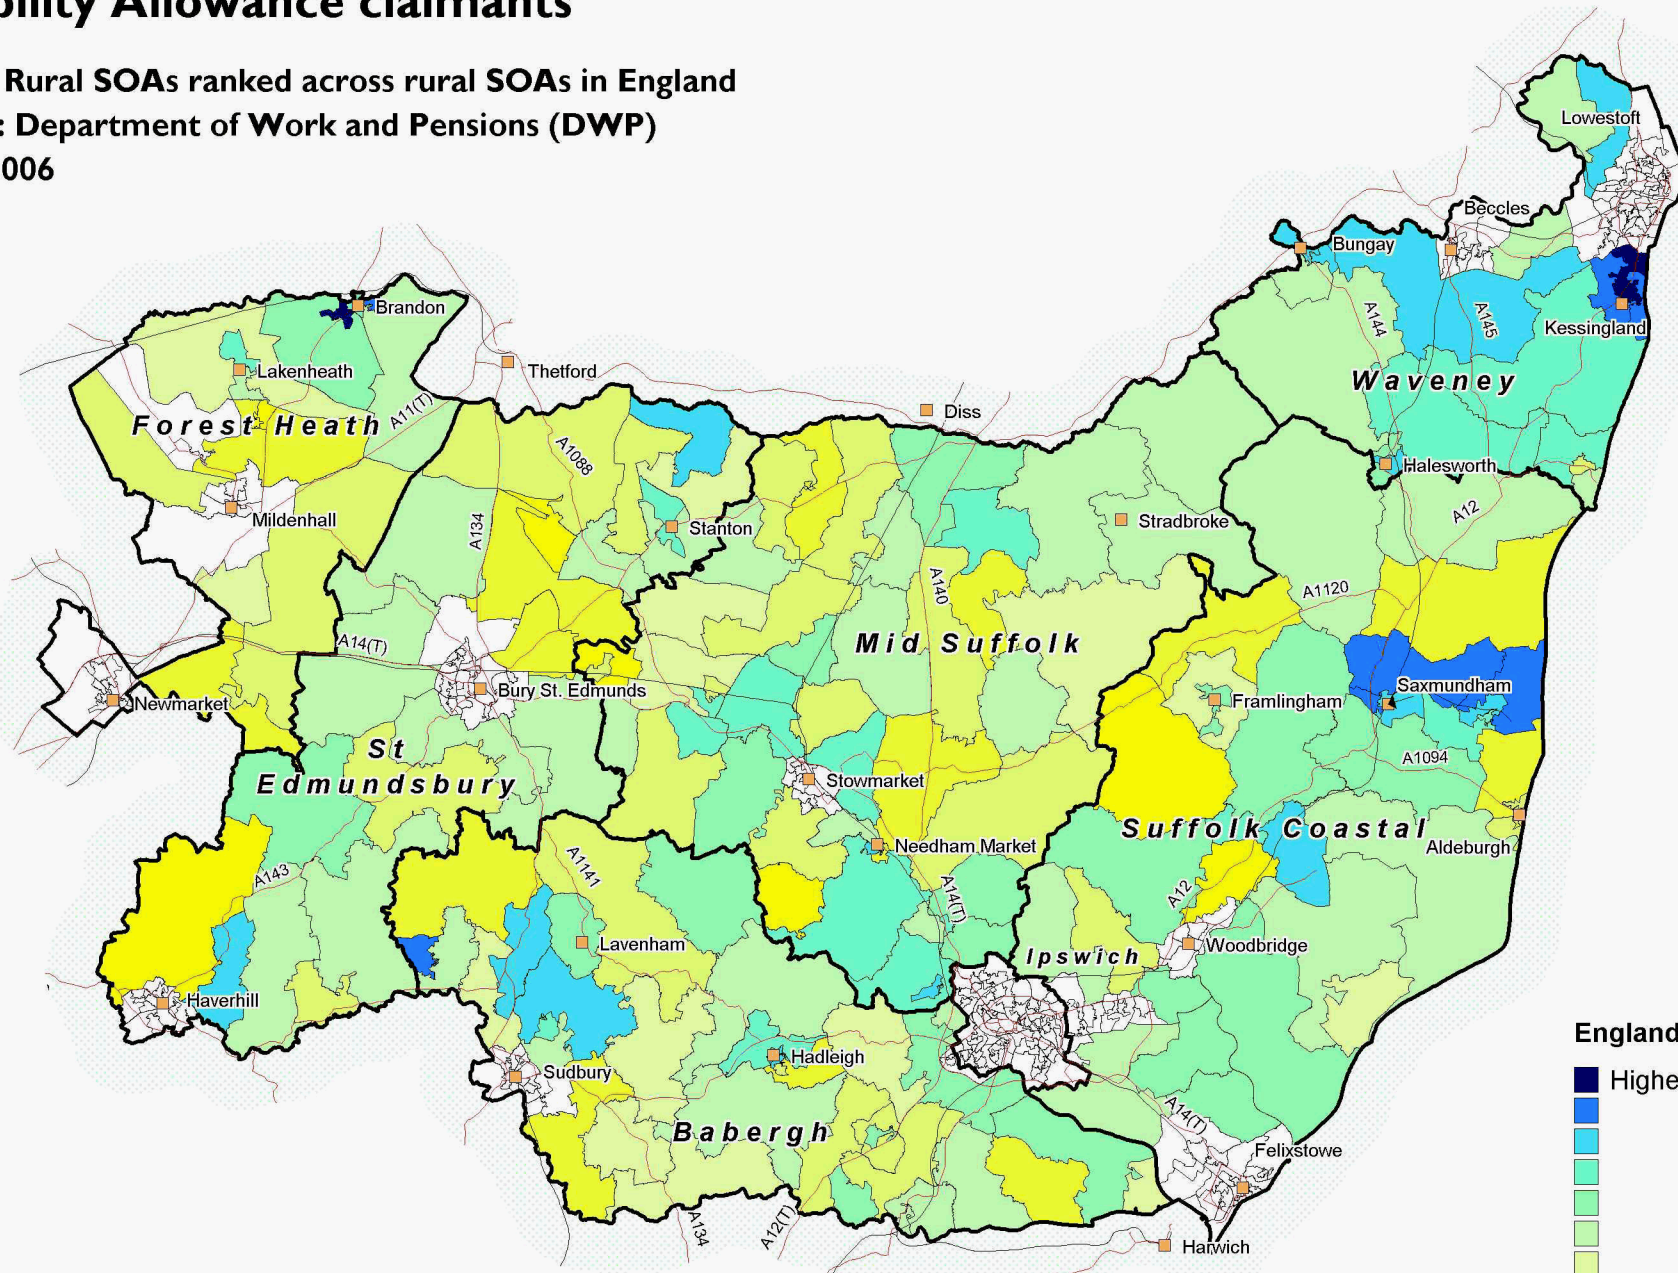 bility Allowance claimants
Rural SOAs ranked across rural SOAs in England
: Department of Work and Pensions (DWP)
006
Lowestoft
Beccles
Bungay
Brandon
A144
A145
Kessingland
Lakenheath
Thetford
Waveney
Diss
Forest Heath
A11(T)
A1088
Halesworth
Mildenhall
A134
Stanton
Stradbroke
A12
A140
A1120
A14(T)
Mid Suffolk
Bury St. Edmunds
Saxmundham
Newmarket
Framlingham
St
Edmundsbury
A1094
Stowmarket
Suffolk Coastal
Needham Market
Aldeburgh
A143
A1141
A14(T)
A12
Lavenham
Ipswich
Woodbridge
Haverhill
England
Hadleigh
Sudbury
Highe
A14(T)
Babergh
Felixstowe
A134
A12(T)
Harwich